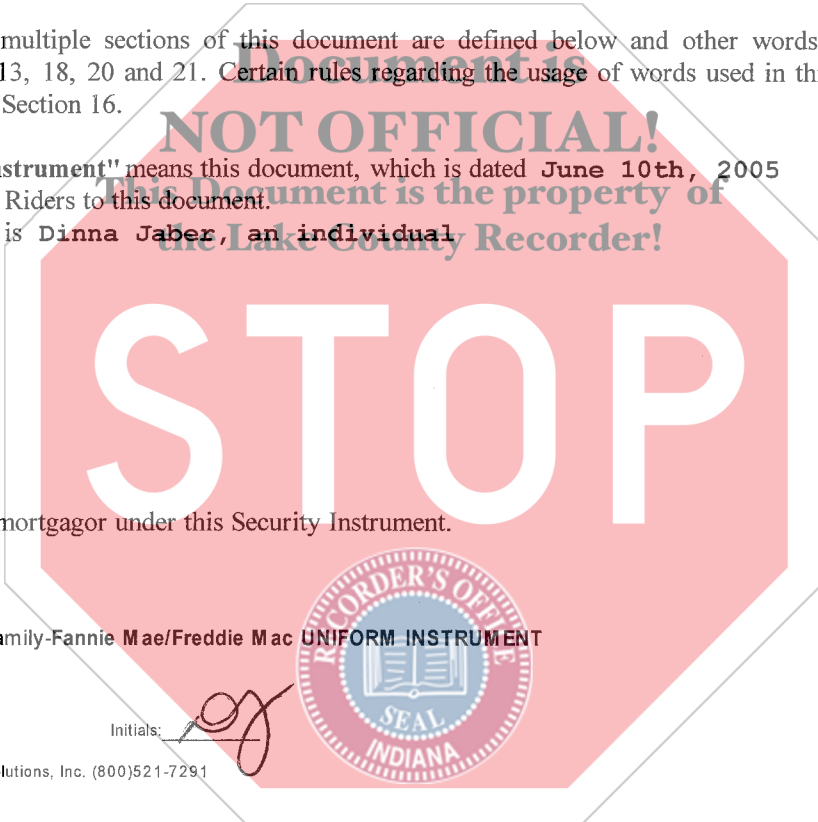 multiple sections of this document are defined below and other words
Document is
13, 18, 20 and 21. Certain rules regarding the usage of words used in thi
Section 16.
NOT OFFICIAL!
strument" means this document, which is dated June 10th, 2005
This Document is the property of
Riders to this document.
is Dinna Jaber, an individual
the Lake County Recorder!
STOP
mortgagor under this Security Instrument.
RECORDER'S OFFICE
amily-Fannie Mae/Freddie Mac UNIFORM INSTRUMENT
SEAL
INDIANA
Initials:
lutions, Inc. (800)521-7291